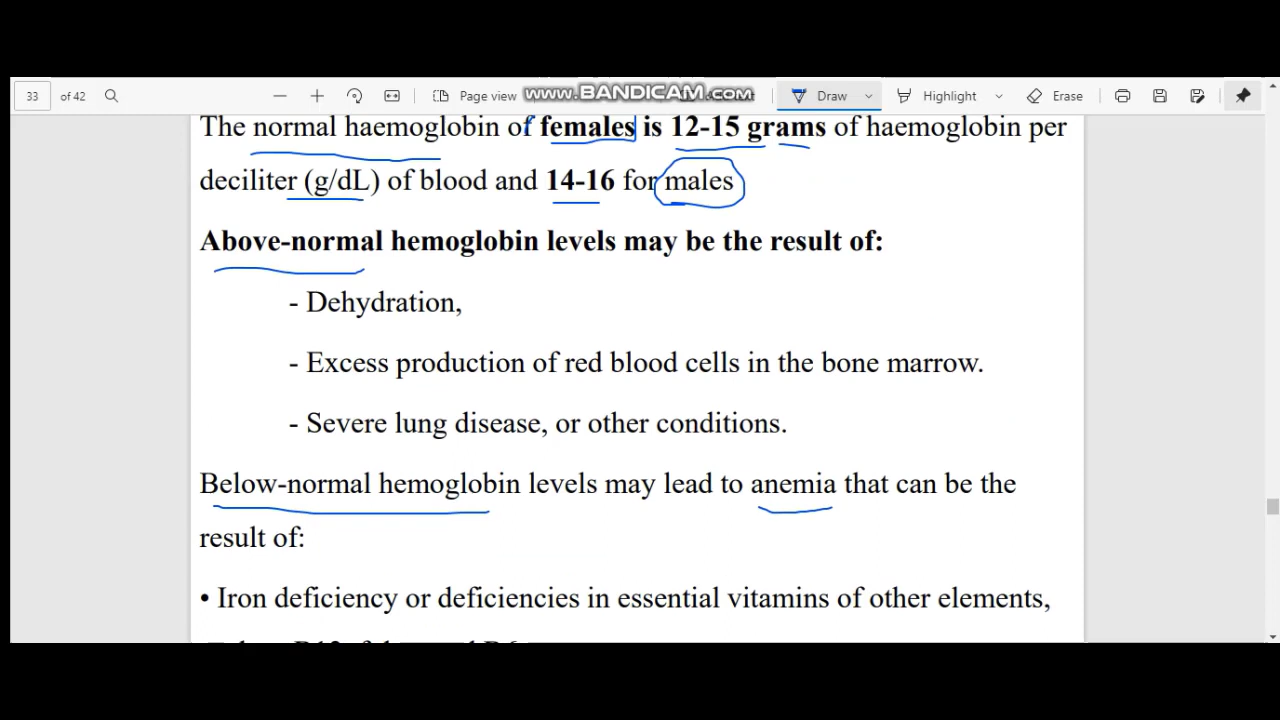 www.BANDICAM.com
33 of 42 Page view Draw Highlight Erase
The normal haemoglobin of females is 12-15 grams of haemoglobin per
deciliter (g/dL) of blood and 14-16 for males
Above-normal hemoglobin levels may be the result of:
- Dehydration,
- Excess production of red blood cells in the bone marrow.
- Severe lung disease, or other conditions.
Below-normal hemoglobin levels may lead to anemia that can be the
result of:
• Iron deficiency or deficiencies in essential vitamins of other elements,